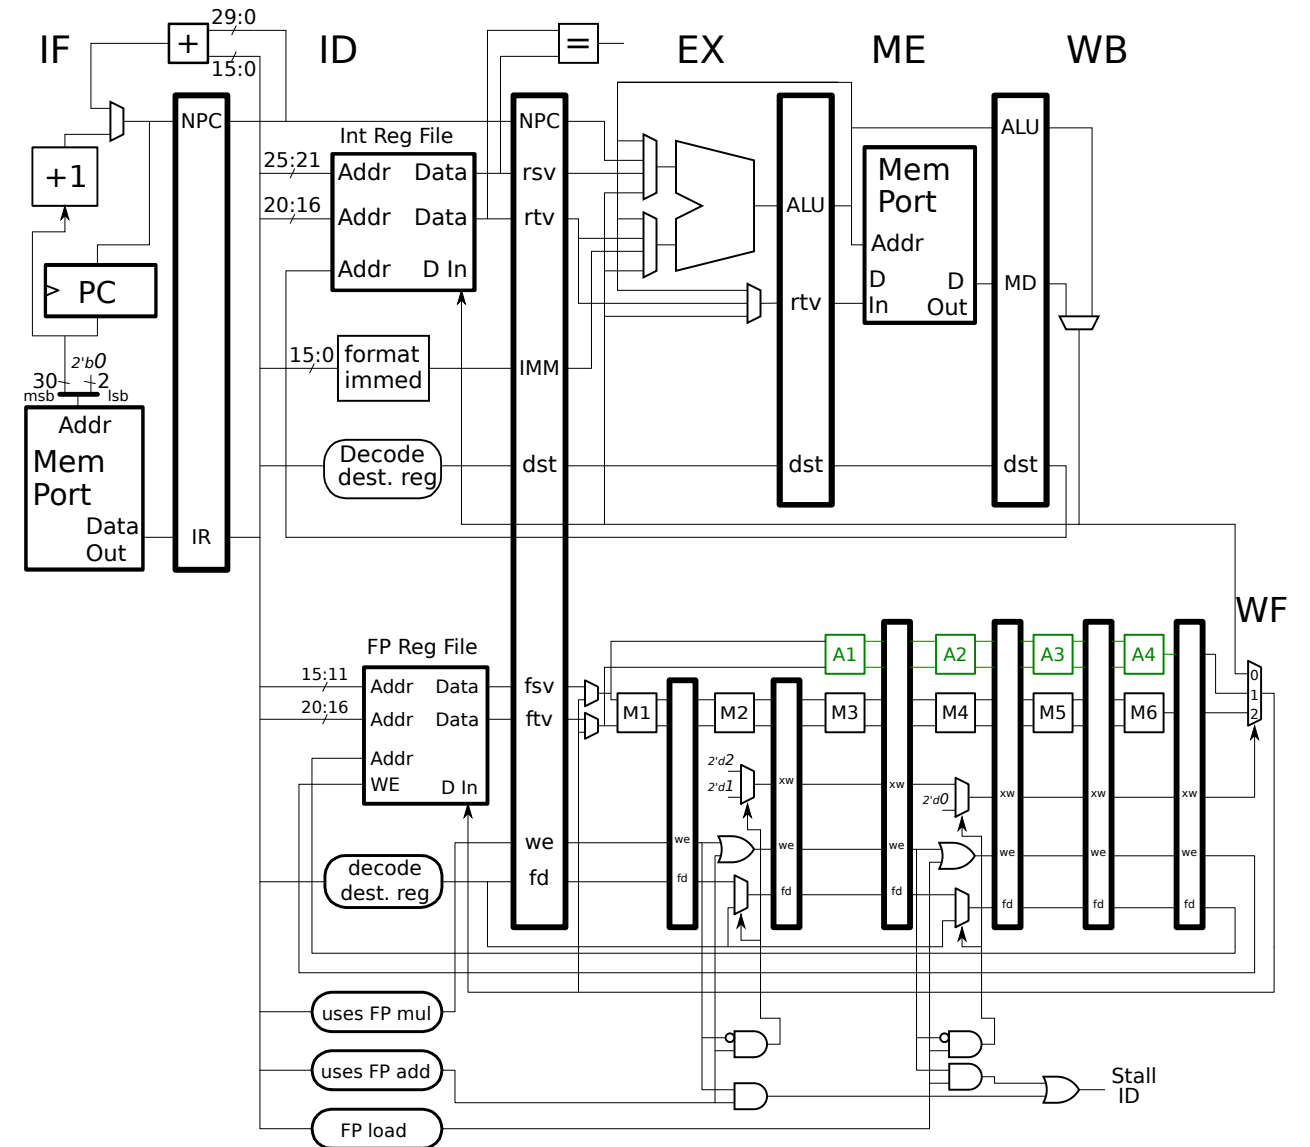 IF
ID
EX
ME
WB
29:0
15:0
+
=
NPC
+1
PC
30
2'b0
2
msb
lsb
Addr
Mem
Port
Data
Out
IR
25:21
20:16
Int Reg File
Addr Data
Addr Data
Addr D In
15:0
format
immed
Decode
dest. reg
NPC
rsv
rtv
IMM
dst
ALU
rtv
dst
Mem
Port
Addr
D
In
D
Out
ALU
MD
dst
WF
FP Reg File
15:11
20:16
Addr Data
Addr Data
Addr
WE D In
decode
dest. reg
fsv
ftv
we
fd
A1
A2
A3
A4
M1
M2
M3
M4
M5
M6
0
1
2
2'd2
2'd1
2'd0
xw
xw
xw
xw
xw
we
we
we
we
we
we
fd
fd
fd
fd
fd
fd
uses FP mul
uses FP add
FP load
Stall
ID